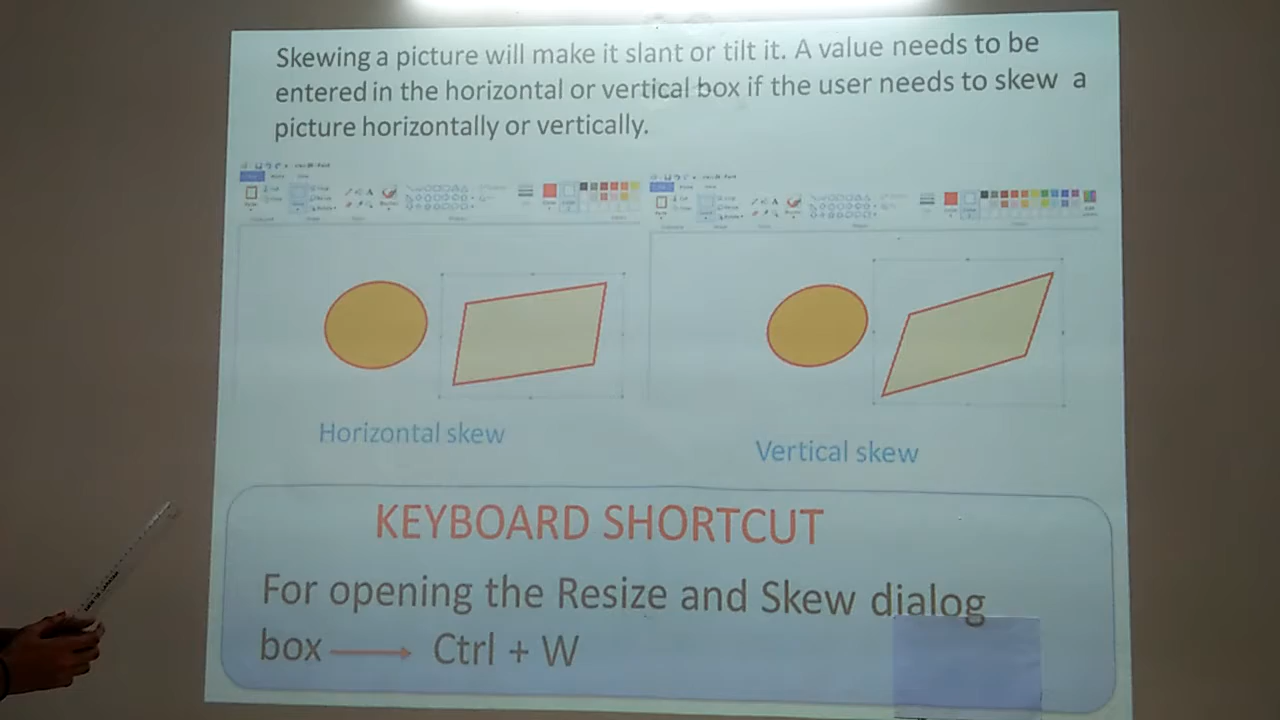 Skewing a picture will make it slant or tilt it. A value needs to be
entered in the horizontal or vertical box if the user needs to skew a
picture horizontally or vertically.
Horizontal skew
Vertical skew
KEYBOARD SHORTCUT
For opening the Resize and Skew dialog
box ⟶ Ctrl + W